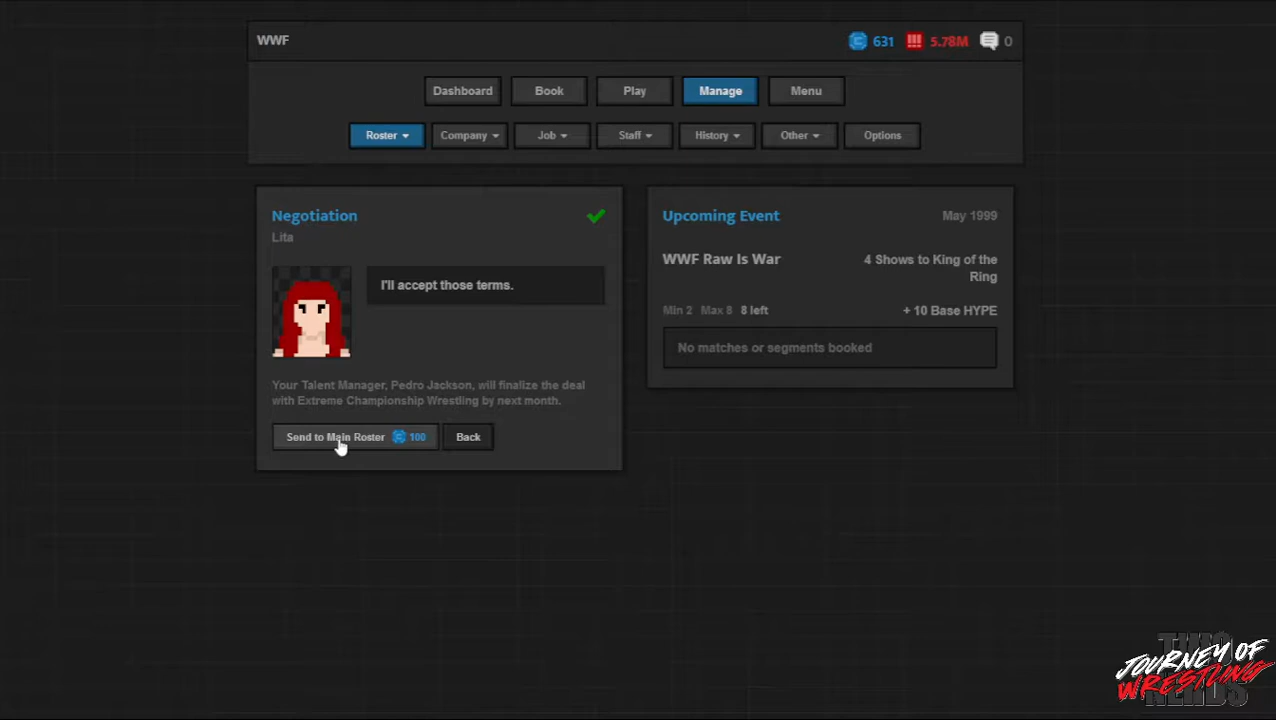 WWF
631 5.78M 0
Dashboard Book Play Manage Menu
Roster Company Job Staff History Other Options
Negotiation
Lita
I'll accept those terms.
Your Talent Manager, Pedro Jackson, will finalize the deal
with Extreme Championship Wrestling by next month.
Send to Main Roster 100 Back
Upcoming Event May 1999
WWF Raw Is War 4 Shows to King of the
Ring
Min 2 Max 8 8 left + 10 Base HYPE
No matches or segments booked
JOURNEY OF
WRESTLING
NERDS